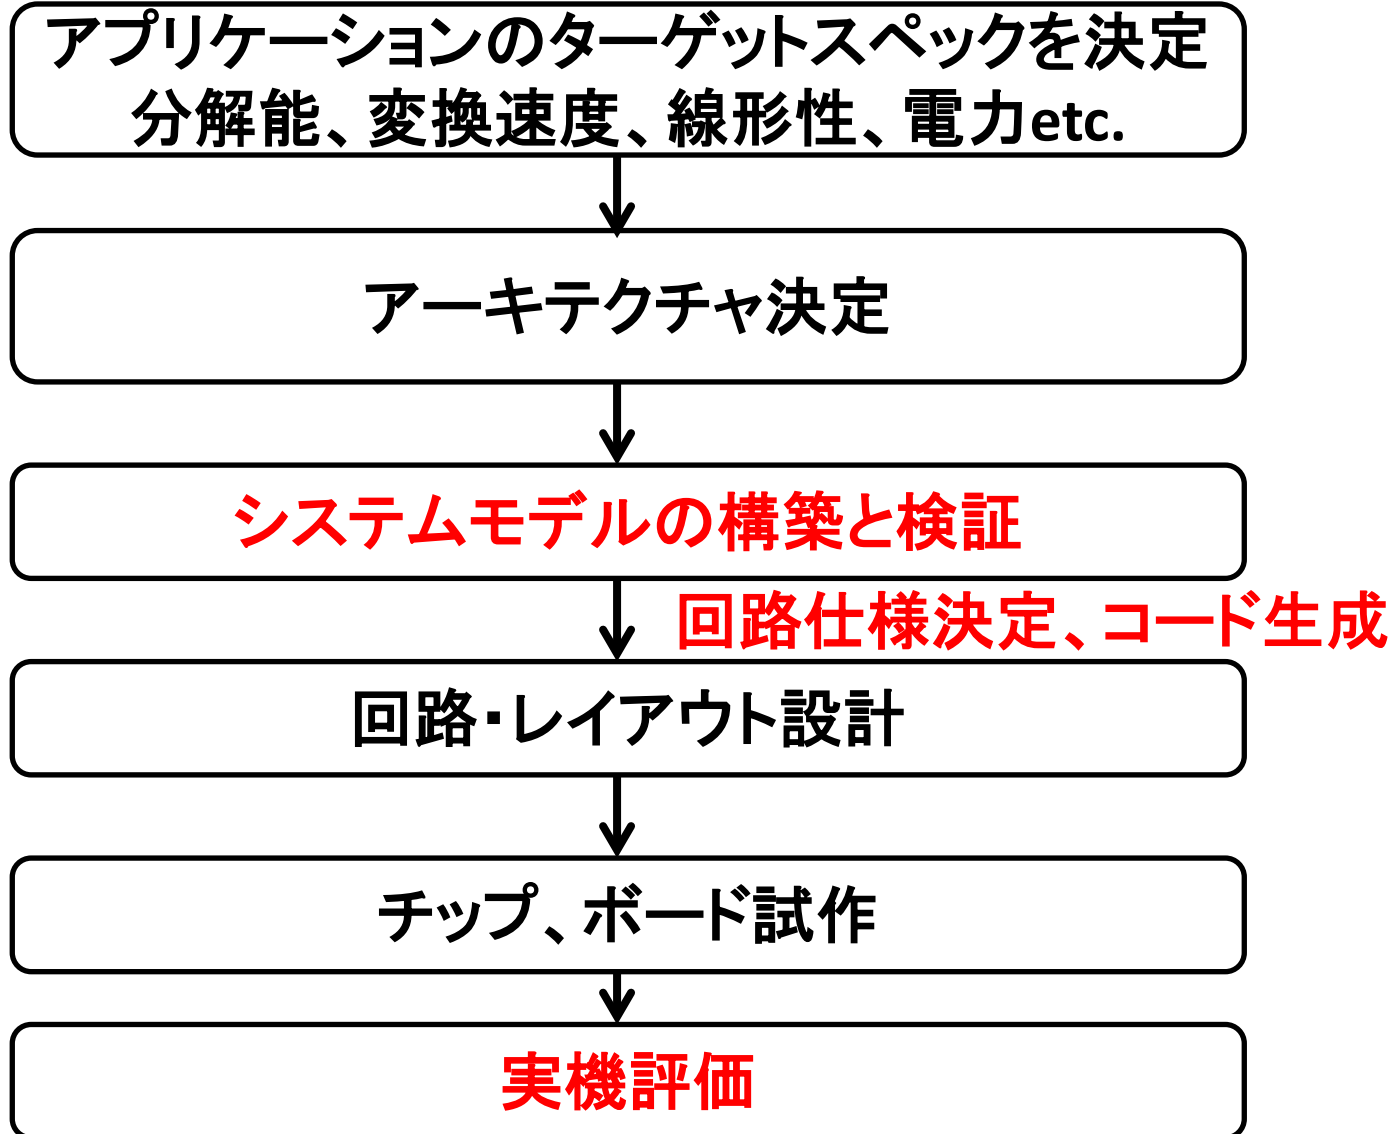 アプリケーションのターゲットスペックを決定
分解能、変換速度、線形性、電力etc.
アーキテクチャ決定
システムモデルの構築と検証
回路仕様決定、コード生成
回路・レイアウト設計
チップ、ボード試作
実機評価